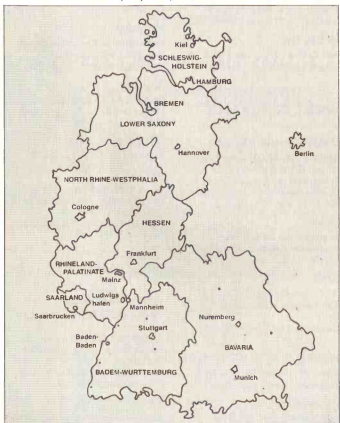 Kiel
SCHLESWIG-
HOLSTEIN
HAMBURG
BREMEN
LOWER SAXONY
Hannover
Berlin
NORTH RHINE-WESTPHALIA
Cologne
HESSEN
Frankfurt
RHINELAND-
PALATINATE
Mainz
SAARLAND
Ludwigs
hafen
Mannheim
Saarbrucken
Stuttgart
Nuremberg
Baden-
Baden
BAVARIA
BADEM-WURTTEMBURG
Munich